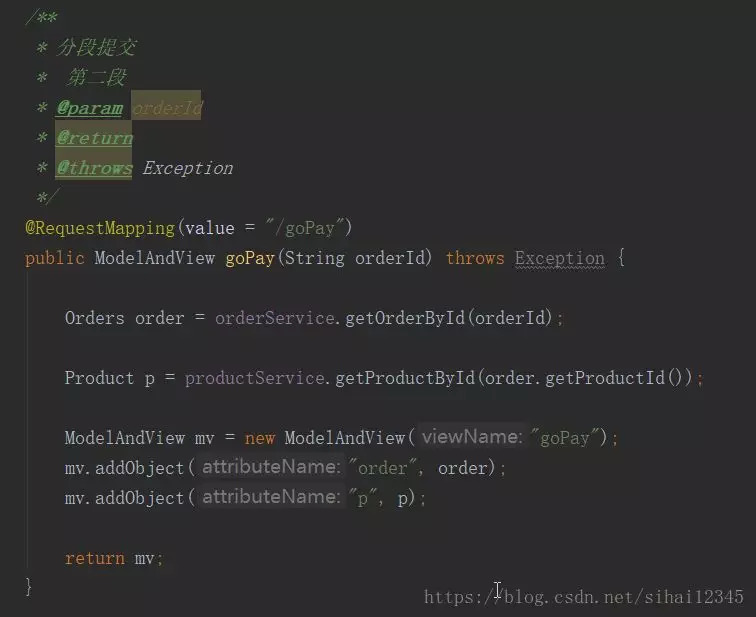 /**
 * 分段提交
 *  第二段
 * @param orderId
 * @return
 * @throws Exception
 */
@RequestMapping(value = "/goPay")
public ModelAndView goPay(String orderId) throws Exception {
Orders order = orderService.getOrderById(orderId);
Product p = productService.getProductById(order.getProductId());
ModelAndView mv = new ModelAndView( viewName: "goPay");
mv.addObject( attributeName: "order", order);
mv.addObject( attributeName: "p", p);
return mv;
}
https://blog.csdn.net/sihai12345